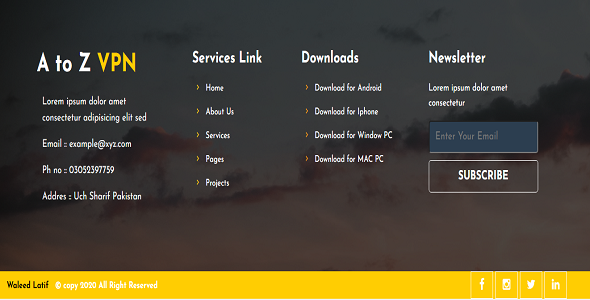 A to Z VPN
Lorem ipsum dolor amet
consectetur adipisicing elit sed
Email :: example@xyz.com
Ph no :: 03052397759
Addres :: Uch Sharif Pakistan
Services Link
› Home
› About Us
› Services
› Pages
› Projects
Downloads
› Download for Android
› Download for Iphone
› Download for Window PC
› Download for MAC PC
Newsletter
Lorem ipsum dolor amet
consectetur
Enter Your Email
SUBSCRIBE
Waleed Latif © copy 2020 All Right Reserved